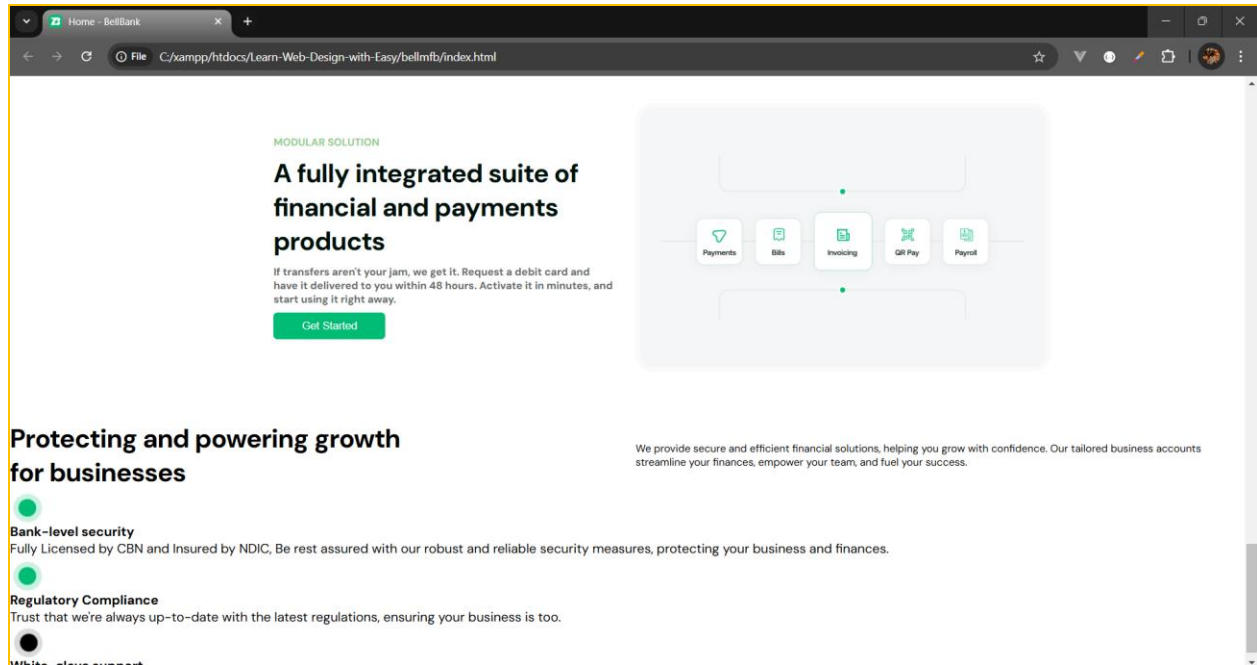 Home - BellBank
File C:/xampp/htdocs/Learn-Web-Design-with-Easy/bellmfb/index.html
MODULAR SOLUTION
A fully integrated suite of
financial and payments
products
If transfers aren't your jam, we get it. Request a debit card and
have it delivered to you within 48 hours. Activate it in minutes, and
start using it right away.
Get Started
Payments Bills Invoicing QR Pay Payroll
Protecting and powering growth
for businesses
We provide secure and efficient financial solutions, helping you grow with confidence. Our tailored business accounts
streamline your finances, empower your team, and fuel your success.
Bank-level security
Fully Licensed by CBN and Insured by NDIC, Be rest assured with our robust and reliable security measures, protecting your business and finances.
Regulatory Compliance
Trust that we're always up-to-date with the latest regulations, ensuring your business is too.
White-glove support